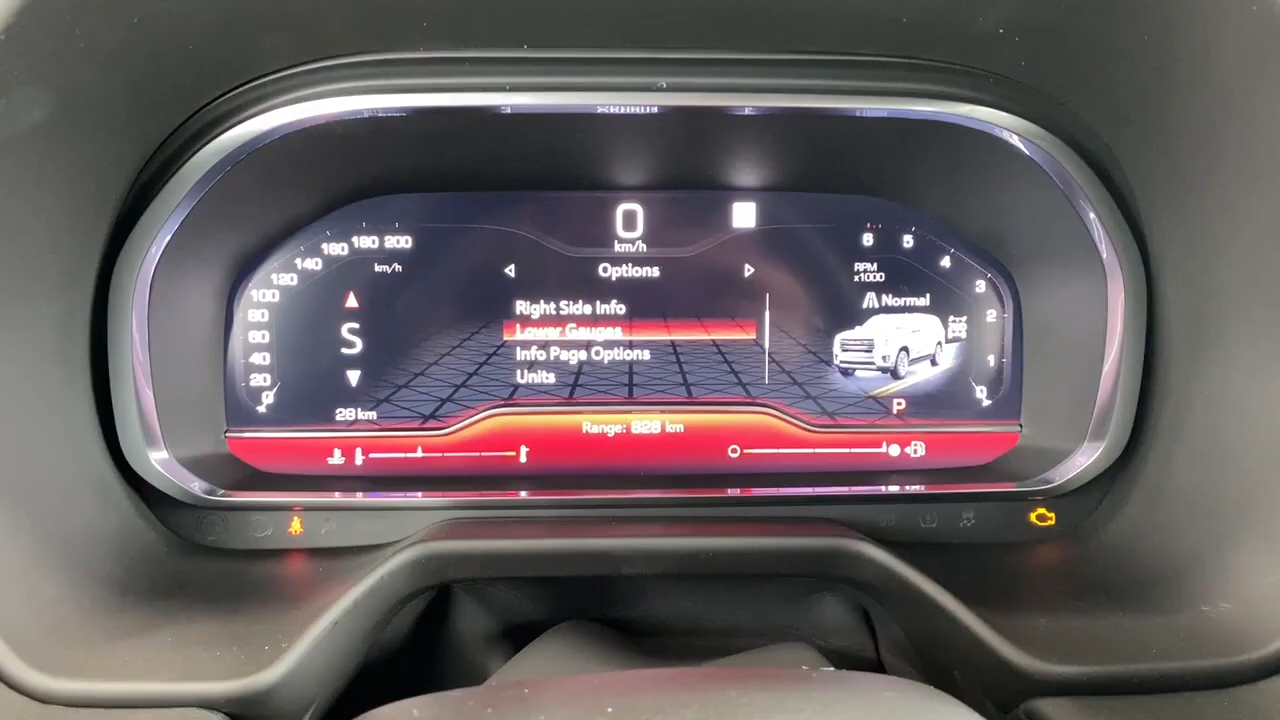 0
km/h
Options
Right Side Info
Lower Gauges
Info Page Options
Units
200
180
160
140
120
100
80
60
40
20
0
km/h
S
28 km
6
5
4
3
2
1
0
RPM
x1000
Normal
P
Range: 828 km